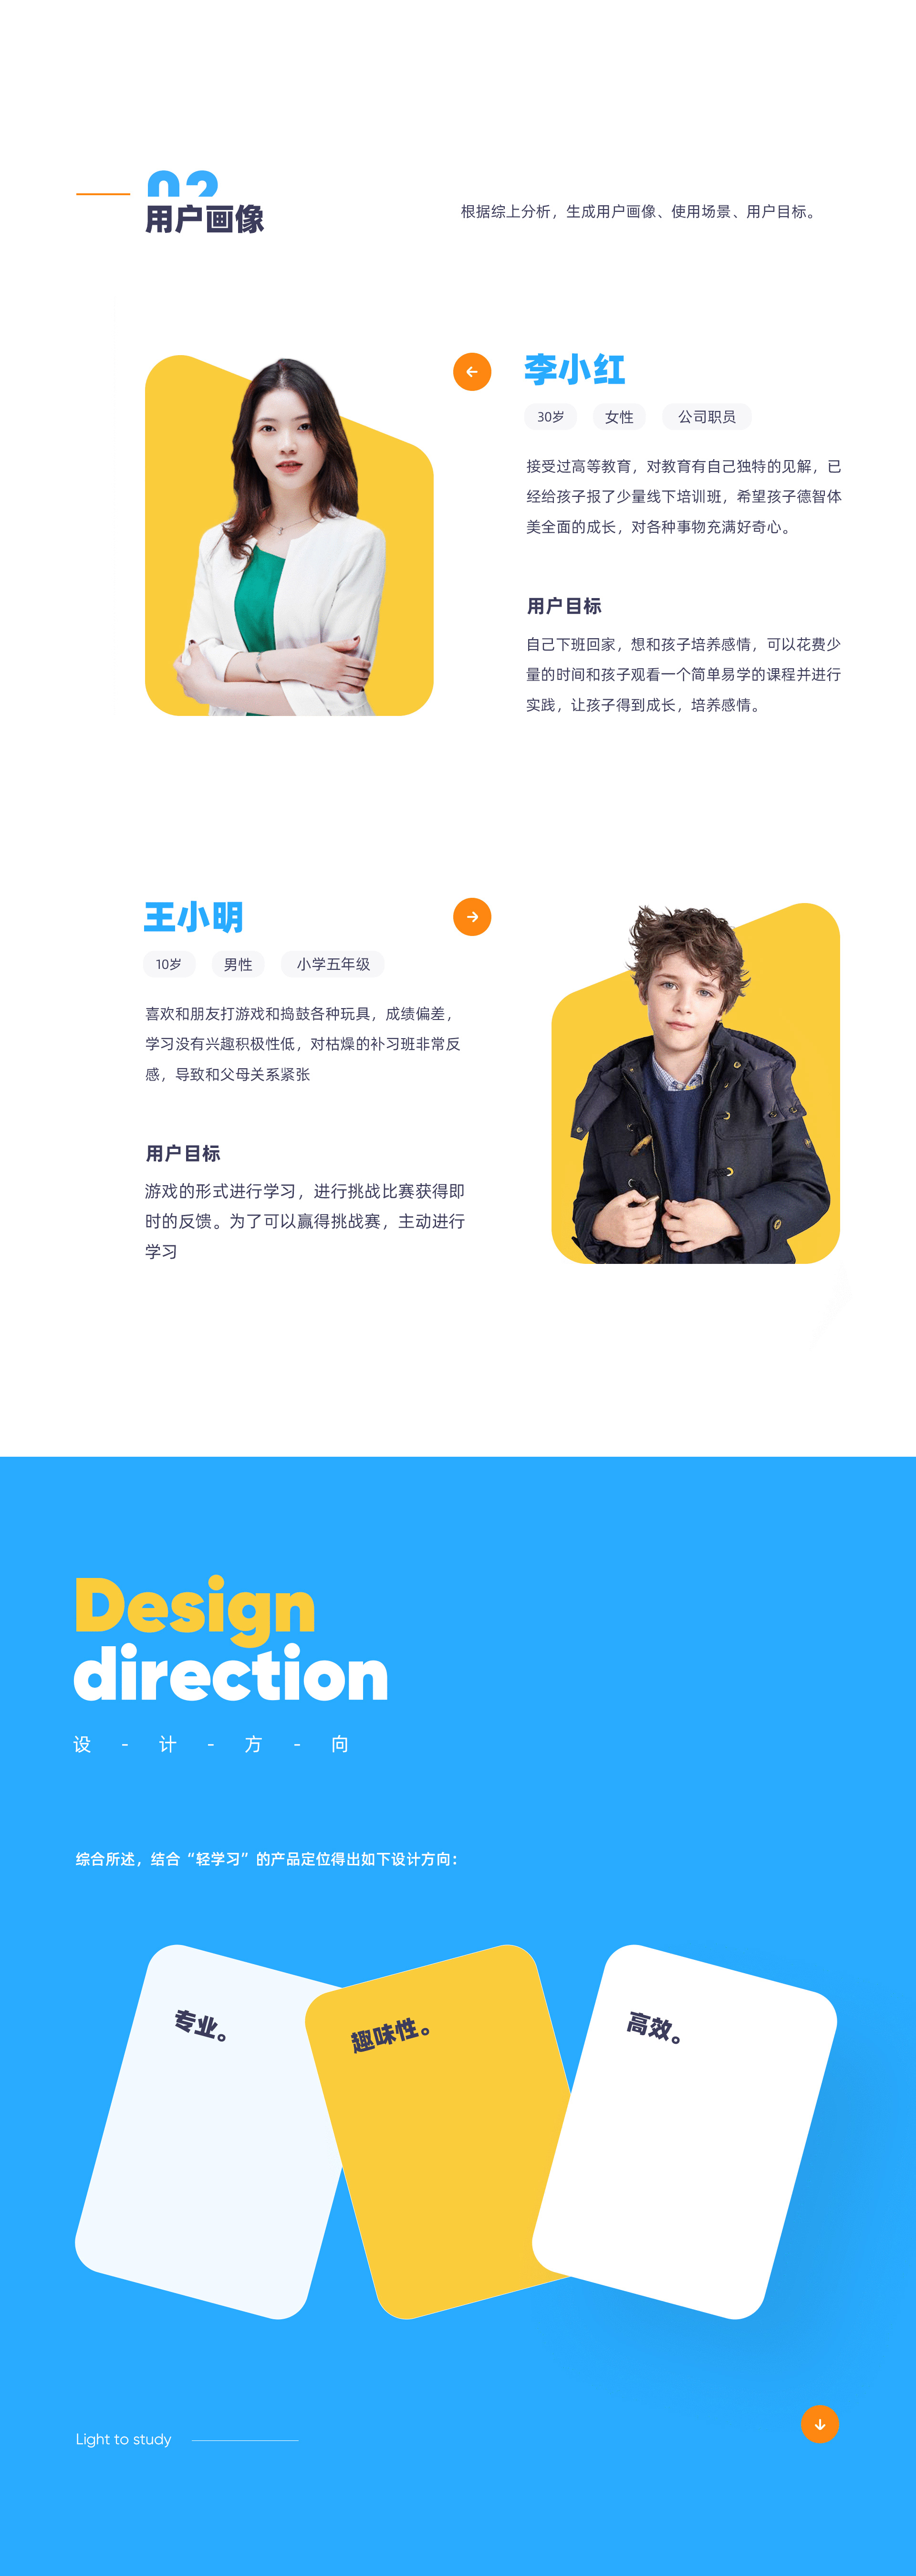 02
用户画像
根据综上分析，生成用户画像、使用场景、用户目标。
李小红
30岁 女性 公司职员
接受过高等教育，对教育有自己独特的见解，已
经给孩子报了少量线下培训班，希望孩子德智体
美全面的成长，对各种事物充满好奇心。
用户目标
自己下班回家，想和孩子培养感情，可以花费少
量的时间和孩子观看一个简单易学的课程并进行
实践，让孩子得到成长，培养感情。
王小明
10岁 男性 小学五年级
喜欢和朋友打游戏和捣鼓各种玩具，成绩偏差，
学习没有兴趣积极性低，对枯燥的补习班非常反
感，导致和父母关系紧张
用户目标
游戏的形式进行学习，进行挑战比赛获得即
时的反馈。为了可以赢得挑战赛，主动进行
学习
Design
direction
设 - 计 - 方 - 向
综合所述，结合“轻学习”的产品定位得出如下设计方向：
专业。
趣味性。
高效。
Light to study